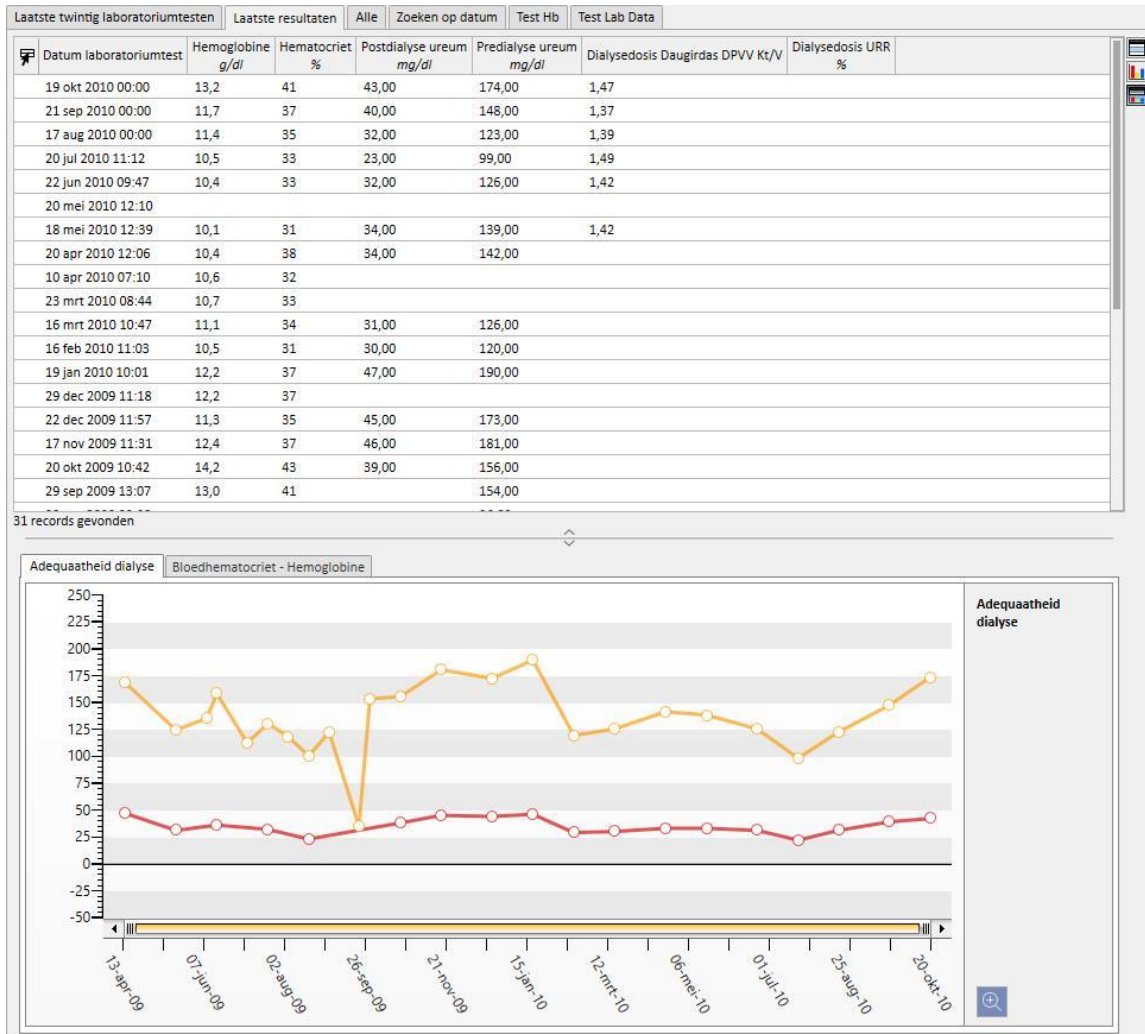 Laatste twintig laboratoriumtesten Laatste resultaten Alle Zoeken op datum Test Hb Test Lab Data
Datum laboratoriumtest Hemoglobine g/dl Hematocriet % Postdialyse ureum mg/dl Predialyse ureum mg/dl Dialysedosis Daugirdas DPVV Kt/V Dialysedosis URR %
19 okt 2010 00:00 13,2 41 43,00 174,00 1,47
21 sep 2010 00:00 11,7 37 40,00 148,00 1,37
17 aug 2010 00:00 11,4 35 32,00 123,00 1,39
20 jul 2010 11:12 10,5 33 23,00 99,00 1,49
22 jun 2010 09:47 10,4 33 32,00 126,00 1,42
20 mei 2010 12:10
18 mei 2010 12:39 10,1 31 34,00 139,00 1,42
20 apr 2010 12:06 10,4 38 34,00 142,00
10 apr 2010 07:10 10,6 32
23 mrt 2010 08:44 10,7 33
16 mrt 2010 10:47 11,1 34 31,00 126,00
16 feb 2010 11:03 10,5 31 30,00 120,00
19 jan 2010 10:01 12,2 37 47,00 190,00
29 dec 2009 11:18 12,2 37
22 dec 2009 11:57 11,3 35 45,00 173,00
17 nov 2009 11:31 12,4 37 46,00 181,00
20 okt 2009 10:42 14,2 43 39,00 156,00
29 sep 2009 13:07 13,0 41 154,00
31 records gevonden
Adequaatheid dialyse Bloedhematocriet - Hemoglobine
Adequaatheid
dialyse
250
225
200
175
150
125
100
75
50
25
0
-25
-50
13-apr-09 07-jun-09 02-aug-09 26-sep-09 21-nov-09 15-jan-10 12-mrt-10 06-mei-10 01-jul-10 25-aug-10 20-okt-10